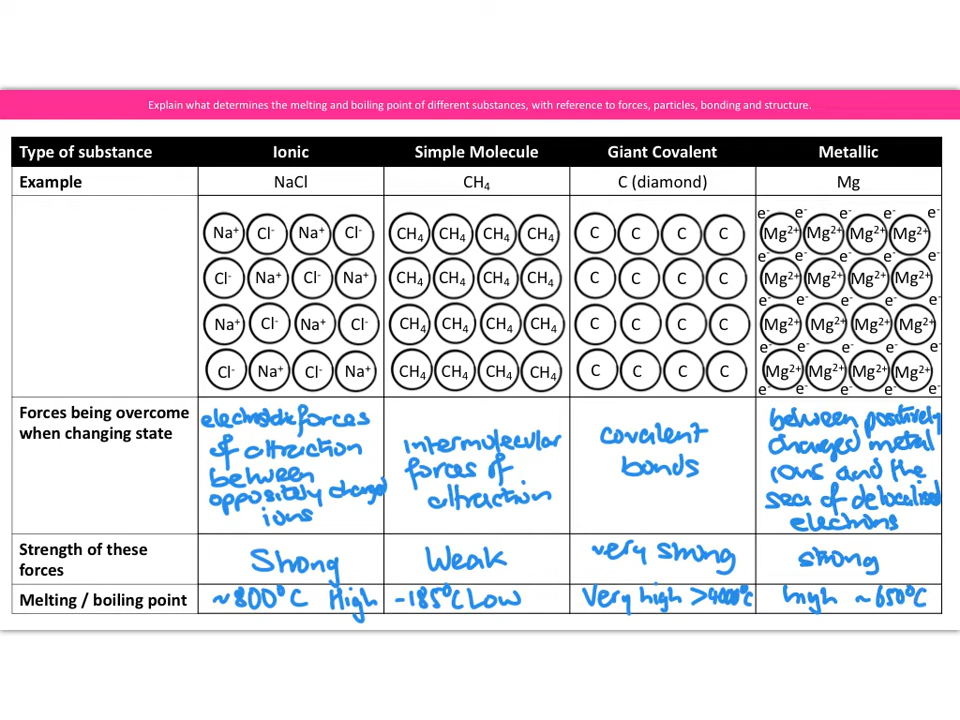 Explain what determines the melting and boiling point of different substances, with reference to forces, particles, bonding and structure.
Type of substance Ionic Simple Molecule Giant Covalent Metallic
Example NaCl CH₄ C (diamond) Mg
e⁻ e⁻ e⁻ e⁻ e⁻
Na⁺ Cl⁻ Na⁺ Cl⁻ CH₄ CH₄ CH₄ CH₄ C C C C Mg²⁺ Mg²⁺ Mg²⁺ Mg²⁺
e⁻ e⁻ e⁻ e⁻ e⁻
Cl⁻ Na⁺ Cl⁻ Na⁺ CH₄ CH₄ CH₄ CH₄ C C C C Mg²⁺ Mg²⁺ Mg²⁺ Mg²⁺
e⁻ e⁻ e⁻ e⁻ e⁻
Na⁺ Cl⁻ Na⁺ Cl⁻ CH₄ CH₄ CH₄ CH₄ C C C C Mg²⁺ Mg²⁺ Mg²⁺ Mg²⁺
e⁻ e⁻ e⁻ e⁻ e⁻
Cl⁻ Na⁺ Cl⁻ Na⁺ CH₄ CH₄ CH₄ CH₄ C C C C Mg²⁺ Mg²⁺ Mg²⁺ Mg²⁺
e⁻ e⁻ e⁻ e⁻ e⁻
Forces being overcome
when changing state
forces
of attraction
between
oppositely charged
ions
intermolecular
forces of
attraction
covalent
bonds
between positively
charged metal
ions and the
sea of delocalised
electrons
Strength of these
forces
Strong
Weak
very strong
strong
Melting / boiling point ~800°C High -185°C Low Very high >4000°C high ~650°C